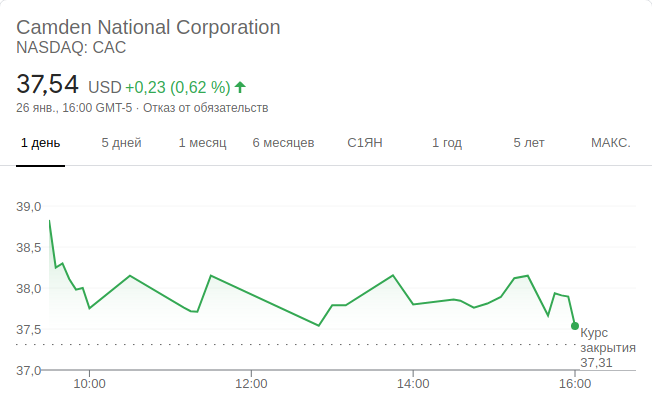 Camden National Corporation
NASDAQ: CAC
37,54 USD +0,23 (0,62 %)
26 янв., 16:00 GMT-5 · Отказ от обязательств
1 день 5 дней 1 месяц 6 месяцев С1ЯН 1 год 5 лет МАКС.
39,0
38,5
38,0
37,5
37,0
Курс
закрытия
37,31
10:00 12:00 14:00 16:00